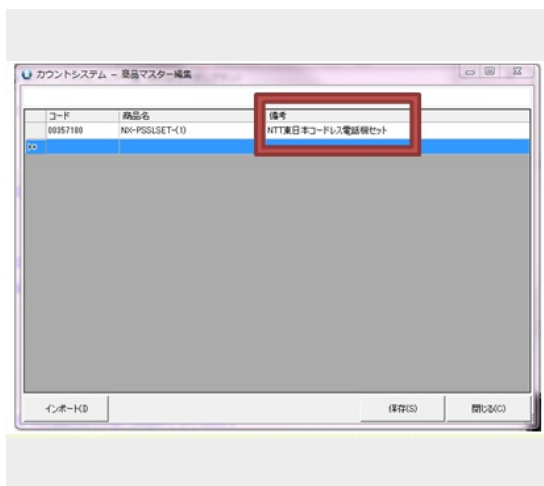 カウントシステム - 商品マスター編集
コード 商品名 備考
00357180 NX-PSSLSET-(1) NTT東日本コードレス電話機セット
インポート(I) 保存(S) 閉じる(C)